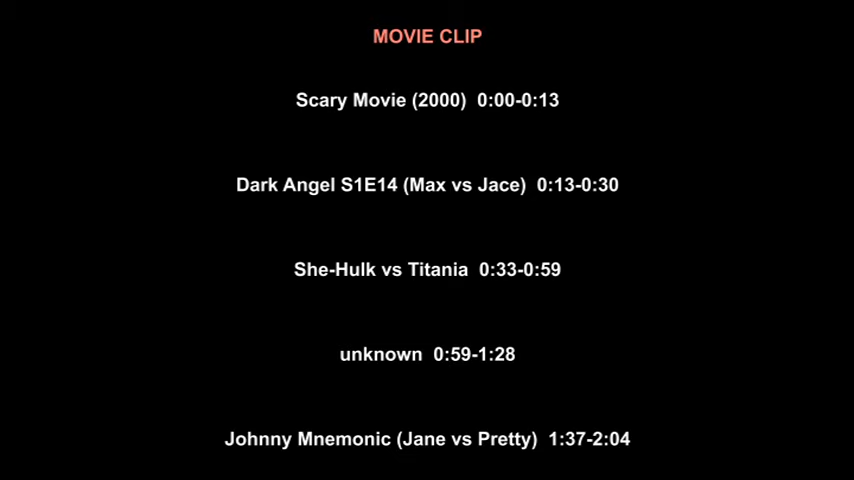 MOVIE CLIP
Scary Movie (2000) 0:00-0:13
Dark Angel S1E14 (Max vs Jace) 0:13-0:30
She-Hulk vs Titania 0:33-0:59
unknown 0:59-1:28
Johnny Mnemonic (Jane vs Pretty) 1:37-2:04